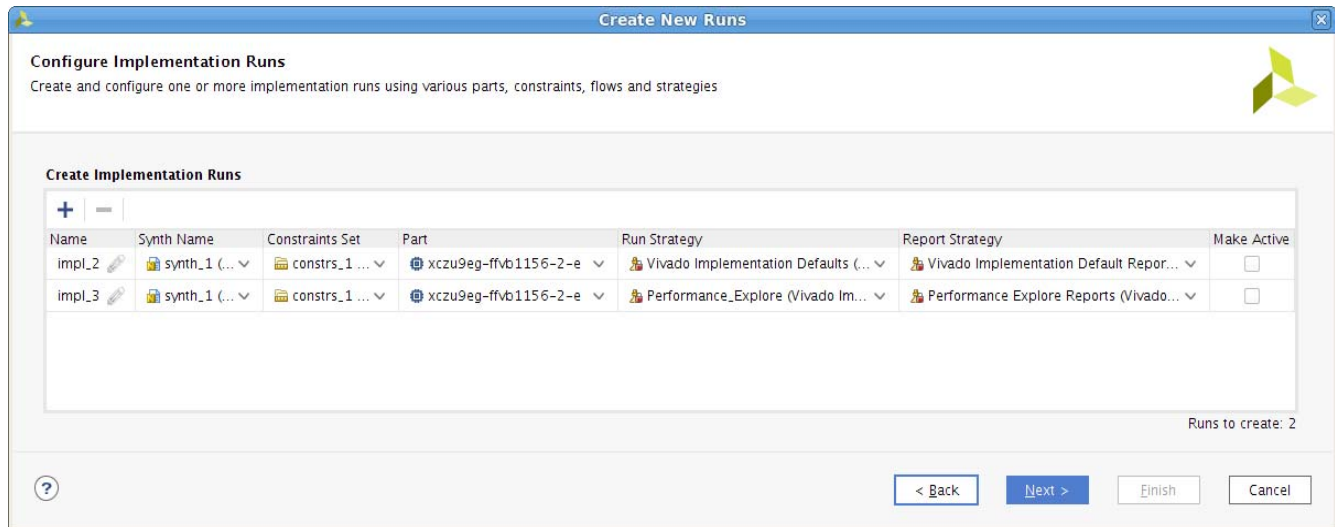 Create New Runs
Configure Implementation Runs
Create and configure one or more implementation runs using various parts, constraints, flows and strategies
Create Implementation Runs
Name Synth Name Constraints Set Part Run Strategy Report Strategy Make Active
impl_2 synth_1 (... constrs_1 ... xczu9eg-ffvb1156-2-e Vivado Implementation Defaults (... Vivado Implementation Default Repor...
impl_3 synth_1 (... constrs_1 ... xczu9eg-ffvb1156-2-e Performance_Explore (Vivado Im... Performance Explore Reports (Vivado...
Runs to create: 2
? < Back Next > Finish Cancel